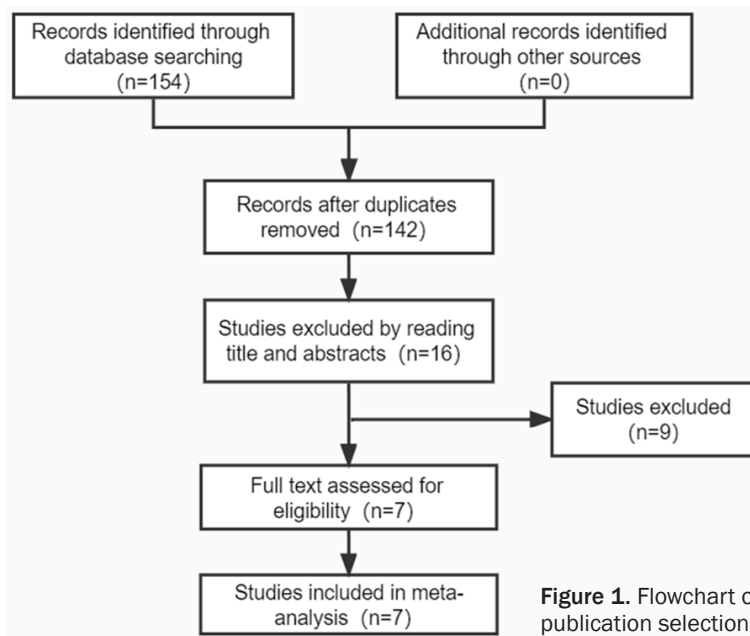 Records identified through
database searching
(n=154)
Additional records identified
through other sources
(n=0)
Records after duplicates
removed (n=142)
Studies excluded by reading
title and abstracts (n=16)
Studies excluded
(n=9)
Full text assessed for
eligibility (n=7)
Studies included in meta-
analysis (n=7)
Figure 1. Flowchart
publication selection